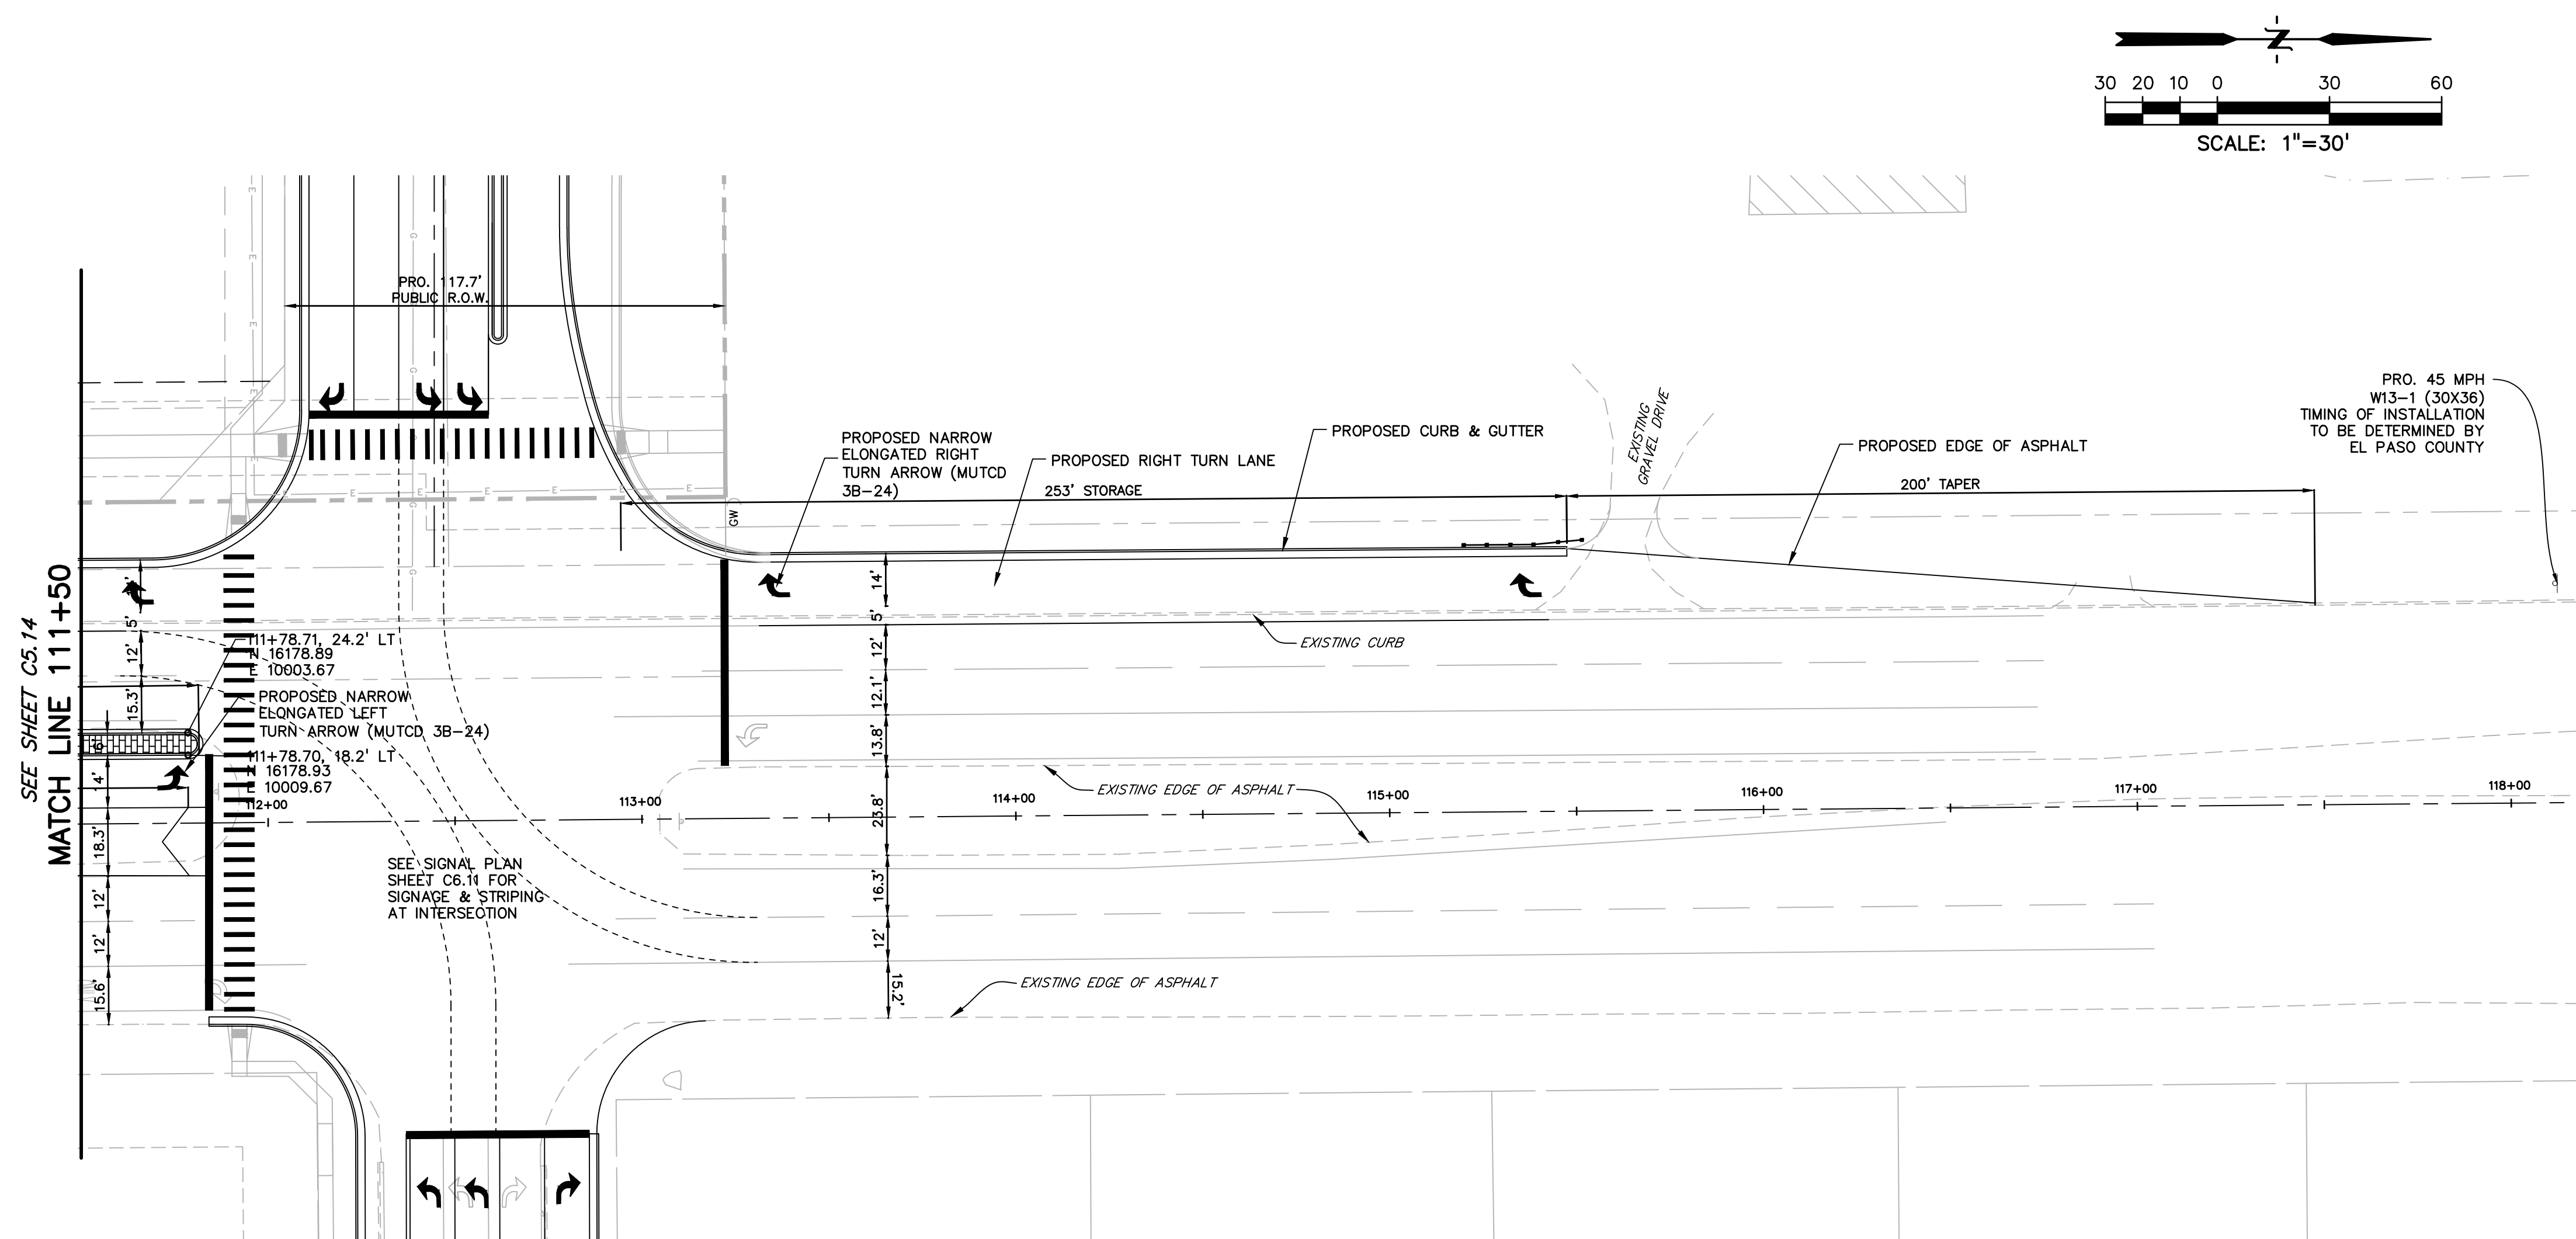 N
30 20 10 0 30 60
SCALE: 1"=30'
PRO. 117.7'
PUBLIC R.O.W.
PROPOSED NARROW
ELONGATED RIGHT
TURN ARROW (MUTCD
3B-24)
PROPOSED RIGHT TURN LANE
253' STORAGE
PROPOSED CURB & GUTTER
EXISTING
GRAVEL DRIVE
PROPOSED EDGE OF ASPHALT
200' TAPER
PRO. 45 MPH
W13-1 (30X36)
TIMING OF INSTALLATION
TO BE DETERMINED BY
EL PASO COUNTY
SEE SHEET C5.14
MATCH LINE 111+50
GW
E E E E E E E E E E
G G G G G
5'
12'
15.3'
6'
14'
18.3'
12'
12'
15.6'
111+78.71, 24.2' LT
N 16178.89
E 10003.67
PROPOSED NARROW
ELONGATED LEFT
TURN ARROW (MUTCD 3B-24)
111+78.70, 18.2' LT
N 16178.93
E 10009.67
14'
5'
12'
12.1'
13.8'
23.8'
16.3'
12'
15.2'
EXISTING CURB
EXISTING EDGE OF ASPHALT
112+00 113+00 114+00 115+00 116+00 117+00 118+00
SEE SIGNAL PLAN
SHEET C6.11 FOR
SIGNAGE & STRIPING
AT INTERSECTION
EXISTING EDGE OF ASPHALT